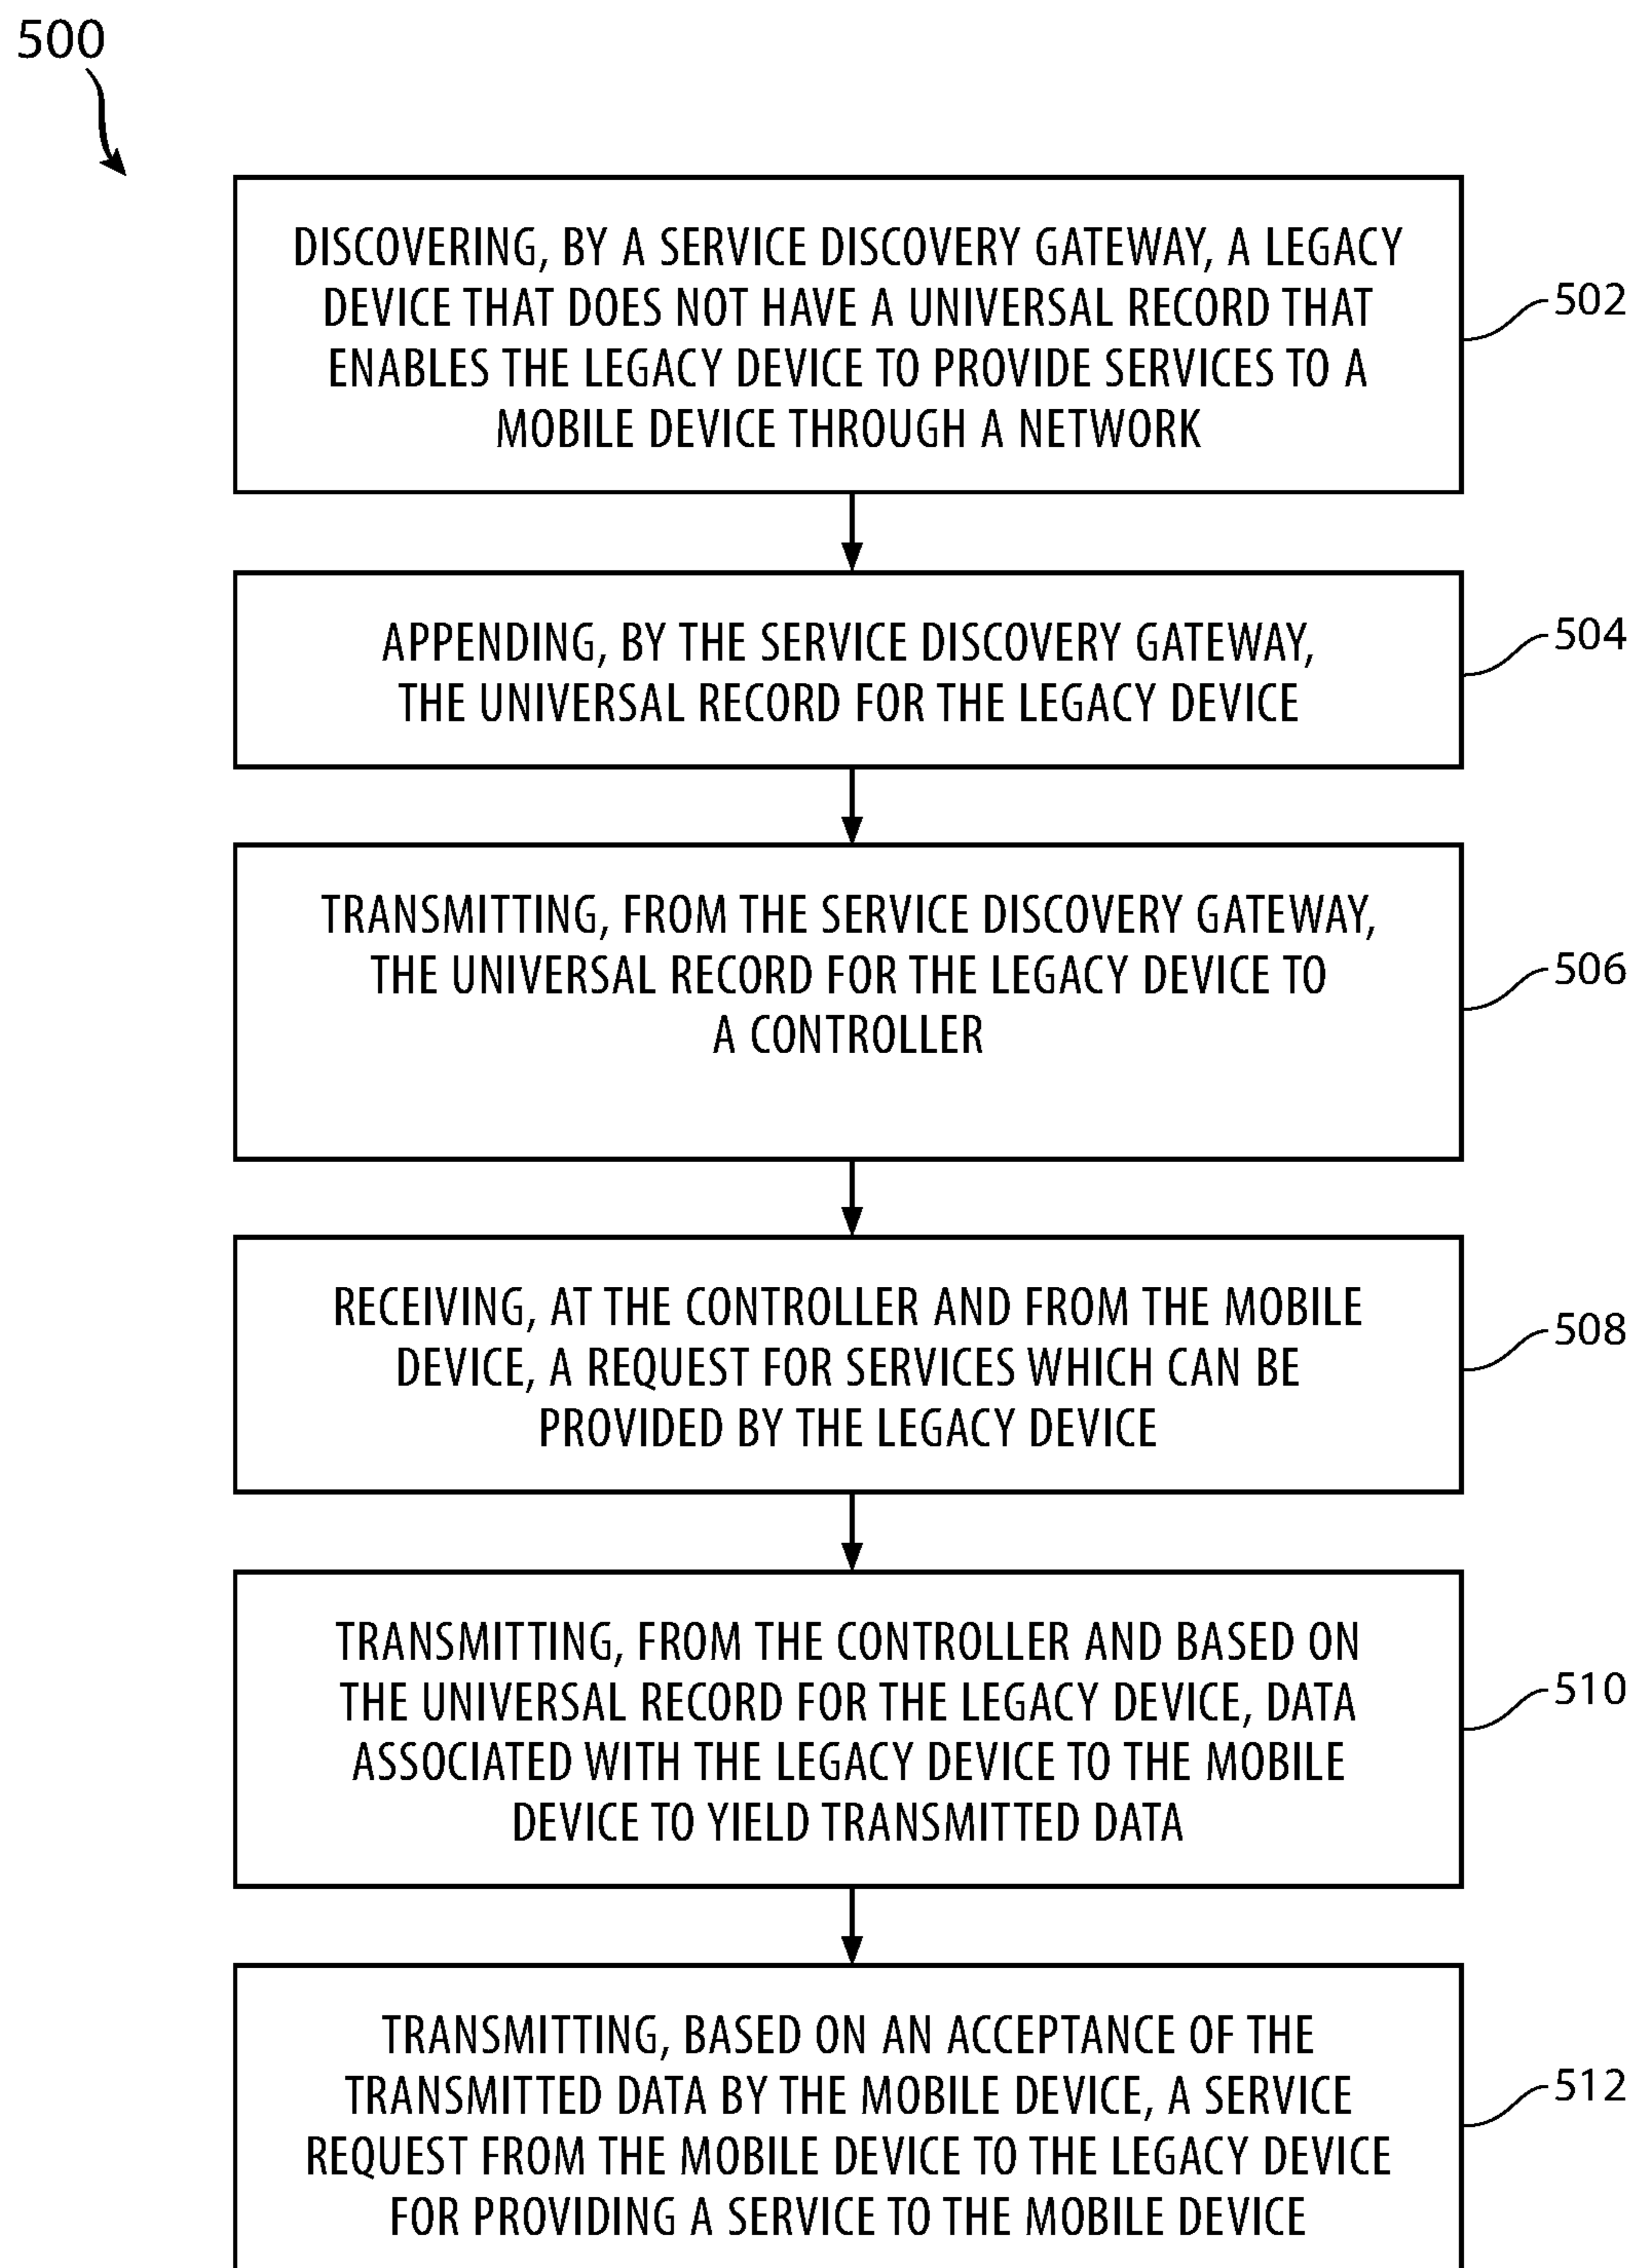 500
DISCOVERING, BY A SERVICE DISCOVERY GATEWAY, A LEGACY
DEVICE THAT DOES NOT HAVE A UNIVERSAL RECORD THAT
ENABLES THE LEGACY DEVICE TO PROVIDE SERVICES TO A
MOBILE DEVICE THROUGH A NETWORK
502
APPENDING, BY THE SERVICE DISCOVERY GATEWAY,
THE UNIVERSAL RECORD FOR THE LEGACY DEVICE
504
TRANSMITTING, FROM THE SERVICE DISCOVERY GATEWAY,
THE UNIVERSAL RECORD FOR THE LEGACY DEVICE TO
A CONTROLLER
506
RECEIVING, AT THE CONTROLLER AND FROM THE MOBILE
DEVICE, A REQUEST FOR SERVICES WHICH CAN BE
PROVIDED BY THE LEGACY DEVICE
508
TRANSMITTING, FROM THE CONTROLLER AND BASED ON
THE UNIVERSAL RECORD FOR THE LEGACY DEVICE, DATA
ASSOCIATED WITH THE LEGACY DEVICE TO THE MOBILE
DEVICE TO YIELD TRANSMITTED DATA
510
TRANSMITTING, BASED ON AN ACCEPTANCE OF THE
TRANSMITTED DATA BY THE MOBILE DEVICE, A SERVICE
REQUEST FROM THE MOBILE DEVICE TO THE LEGACY DEVICE
FOR PROVIDING A SERVICE TO THE MOBILE DEVICE
512